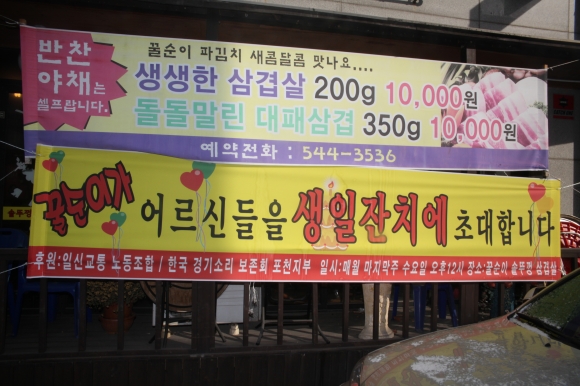 반찬
야채는
셀프랍니다.
꿀순이 파김치 새콤달콤 맛나요....
생생한 삼겹살 200g 10,000원
돌돌말린 대패삼겹 350g 10,000원
예약전화 : 544-3536
꿀순이가 어르신들을 생일잔치에 초대합니다
후원:일신교통 노동조합 / 한국 경기소리 보존회 포천지부 일시:매월 마지막주 수요일 오후12시 장소:꿀순이 솥뚜껑 삼겹살